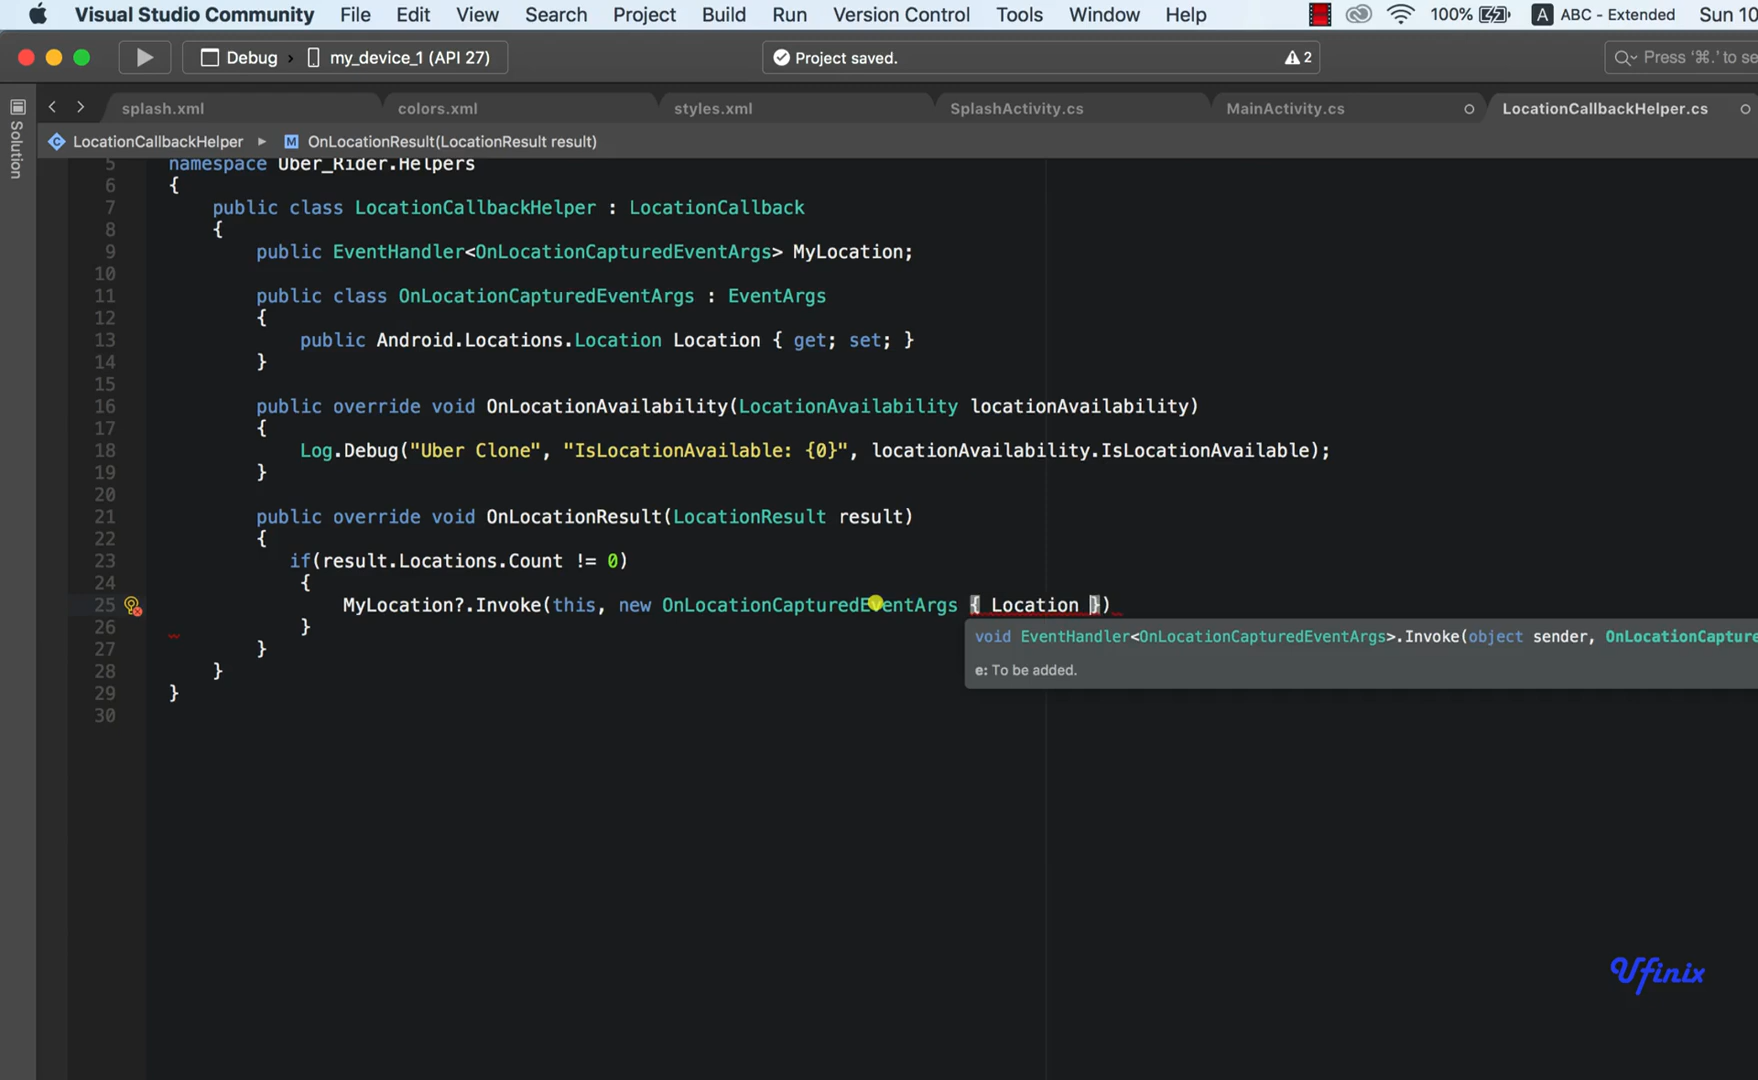 Visual Studio Community File Edit View Search Project Build Run Version Control Tools Window Help 100% A ABC - Extended Sun 10
Debug my_device_1 (API 27) Project saved. 2 Press ‘⌘.’ to se
splash.xml colors.xml styles.xml SplashActivity.cs MainActivity.cs LocationCallbackHelper.cs
Solution
LocationCallbackHelper OnLocationResult(LocationResult result)
5 namespace Uber_Rider.Helpers
6 {
7 public class LocationCallbackHelper : LocationCallback
8 {
9 public EventHandler<OnLocationCapturedEventArgs> MyLocation;
10
11 public class OnLocationCapturedEventArgs : EventArgs
12 {
13 public Android.Locations.Location Location { get; set; }
14 }
15
16 public override void OnLocationAvailability(LocationAvailability locationAvailability)
17 {
18 Log.Debug("Uber Clone", "IsLocationAvailable: {0}", locationAvailability.IsLocationAvailable);
19 }
20
21 public override void OnLocationResult(LocationResult result)
22 {
23 if(result.Locations.Count != 0)
24 {
25 MyLocation?.Invoke(this, new OnLocationCapturedEventArgs { Location })
void EventHandler<OnLocationCapturedEventArgs>.Invoke(object sender, OnLocationCapture
e: To be added.
26 }
27 }
28 }
29 }
30
Ufinix